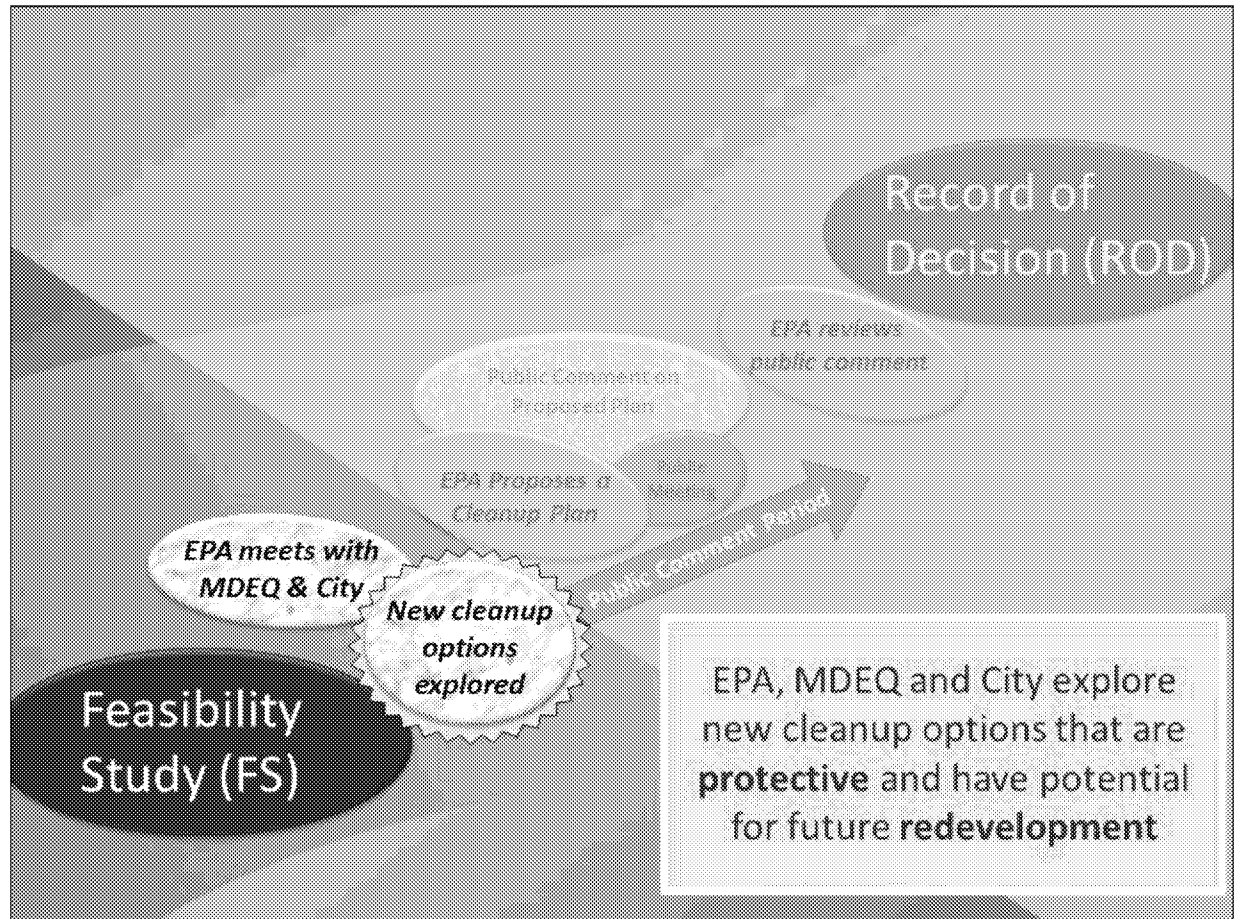 Record of
Decision (ROD)
EPA reviews
public comment
Public Comment on
Proposed Plan
EPA Proposes a
Cleanup Plan
Public
Meeting
Public Comment Period
EPA meets with
MDEQ & City
New cleanup
options
explored
Feasibility
Study (FS)
EPA, MDEQ and City explore
new cleanup options that are
protective and have potential
for future redevelopment